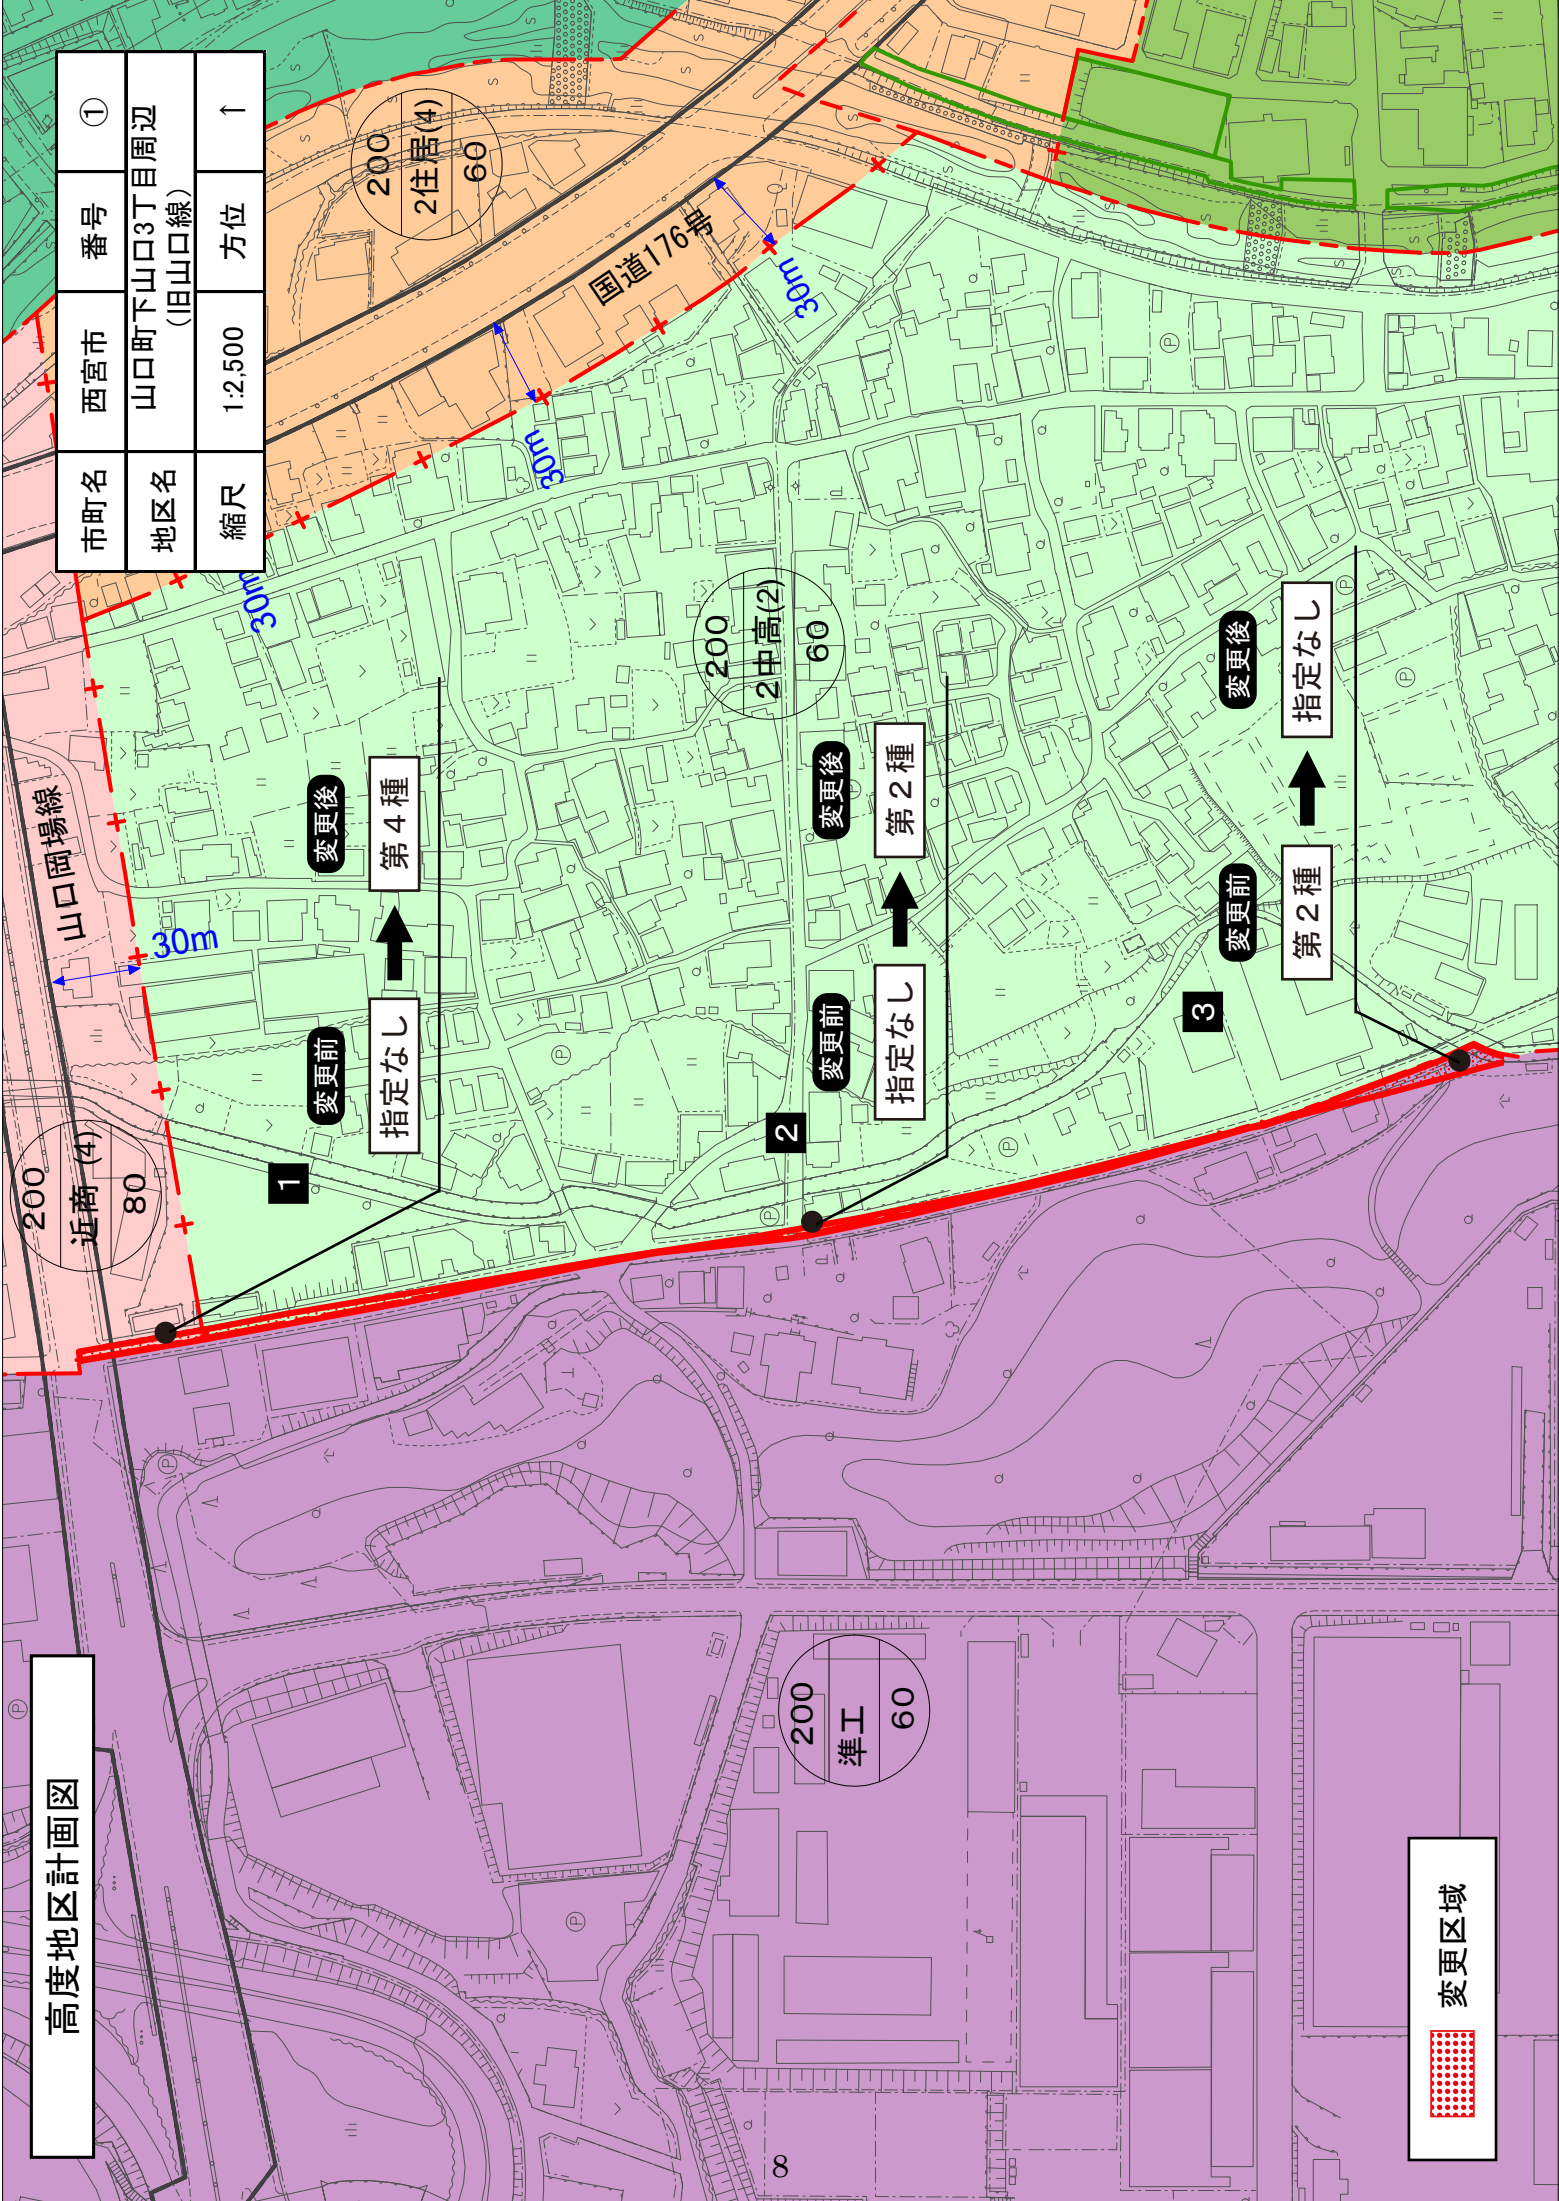 高度地区計画図
市町名 西宮市 番号 ①
地区名 山口町下山口3丁目周辺
（旧山口線）
縮尺 1:2,500 方位 ↑
200
近商(4)
80
山口岡場線
30m
30m
30m
30m
国道176号
200
2住居(4)
60
1
変更前
指定なし
変更後
第４種
200
2中高(2)
60
2
変更前
指定なし
変更後
第２種
3
変更前
第２種
変更後
指定なし
200
準工
60
変更区域
8